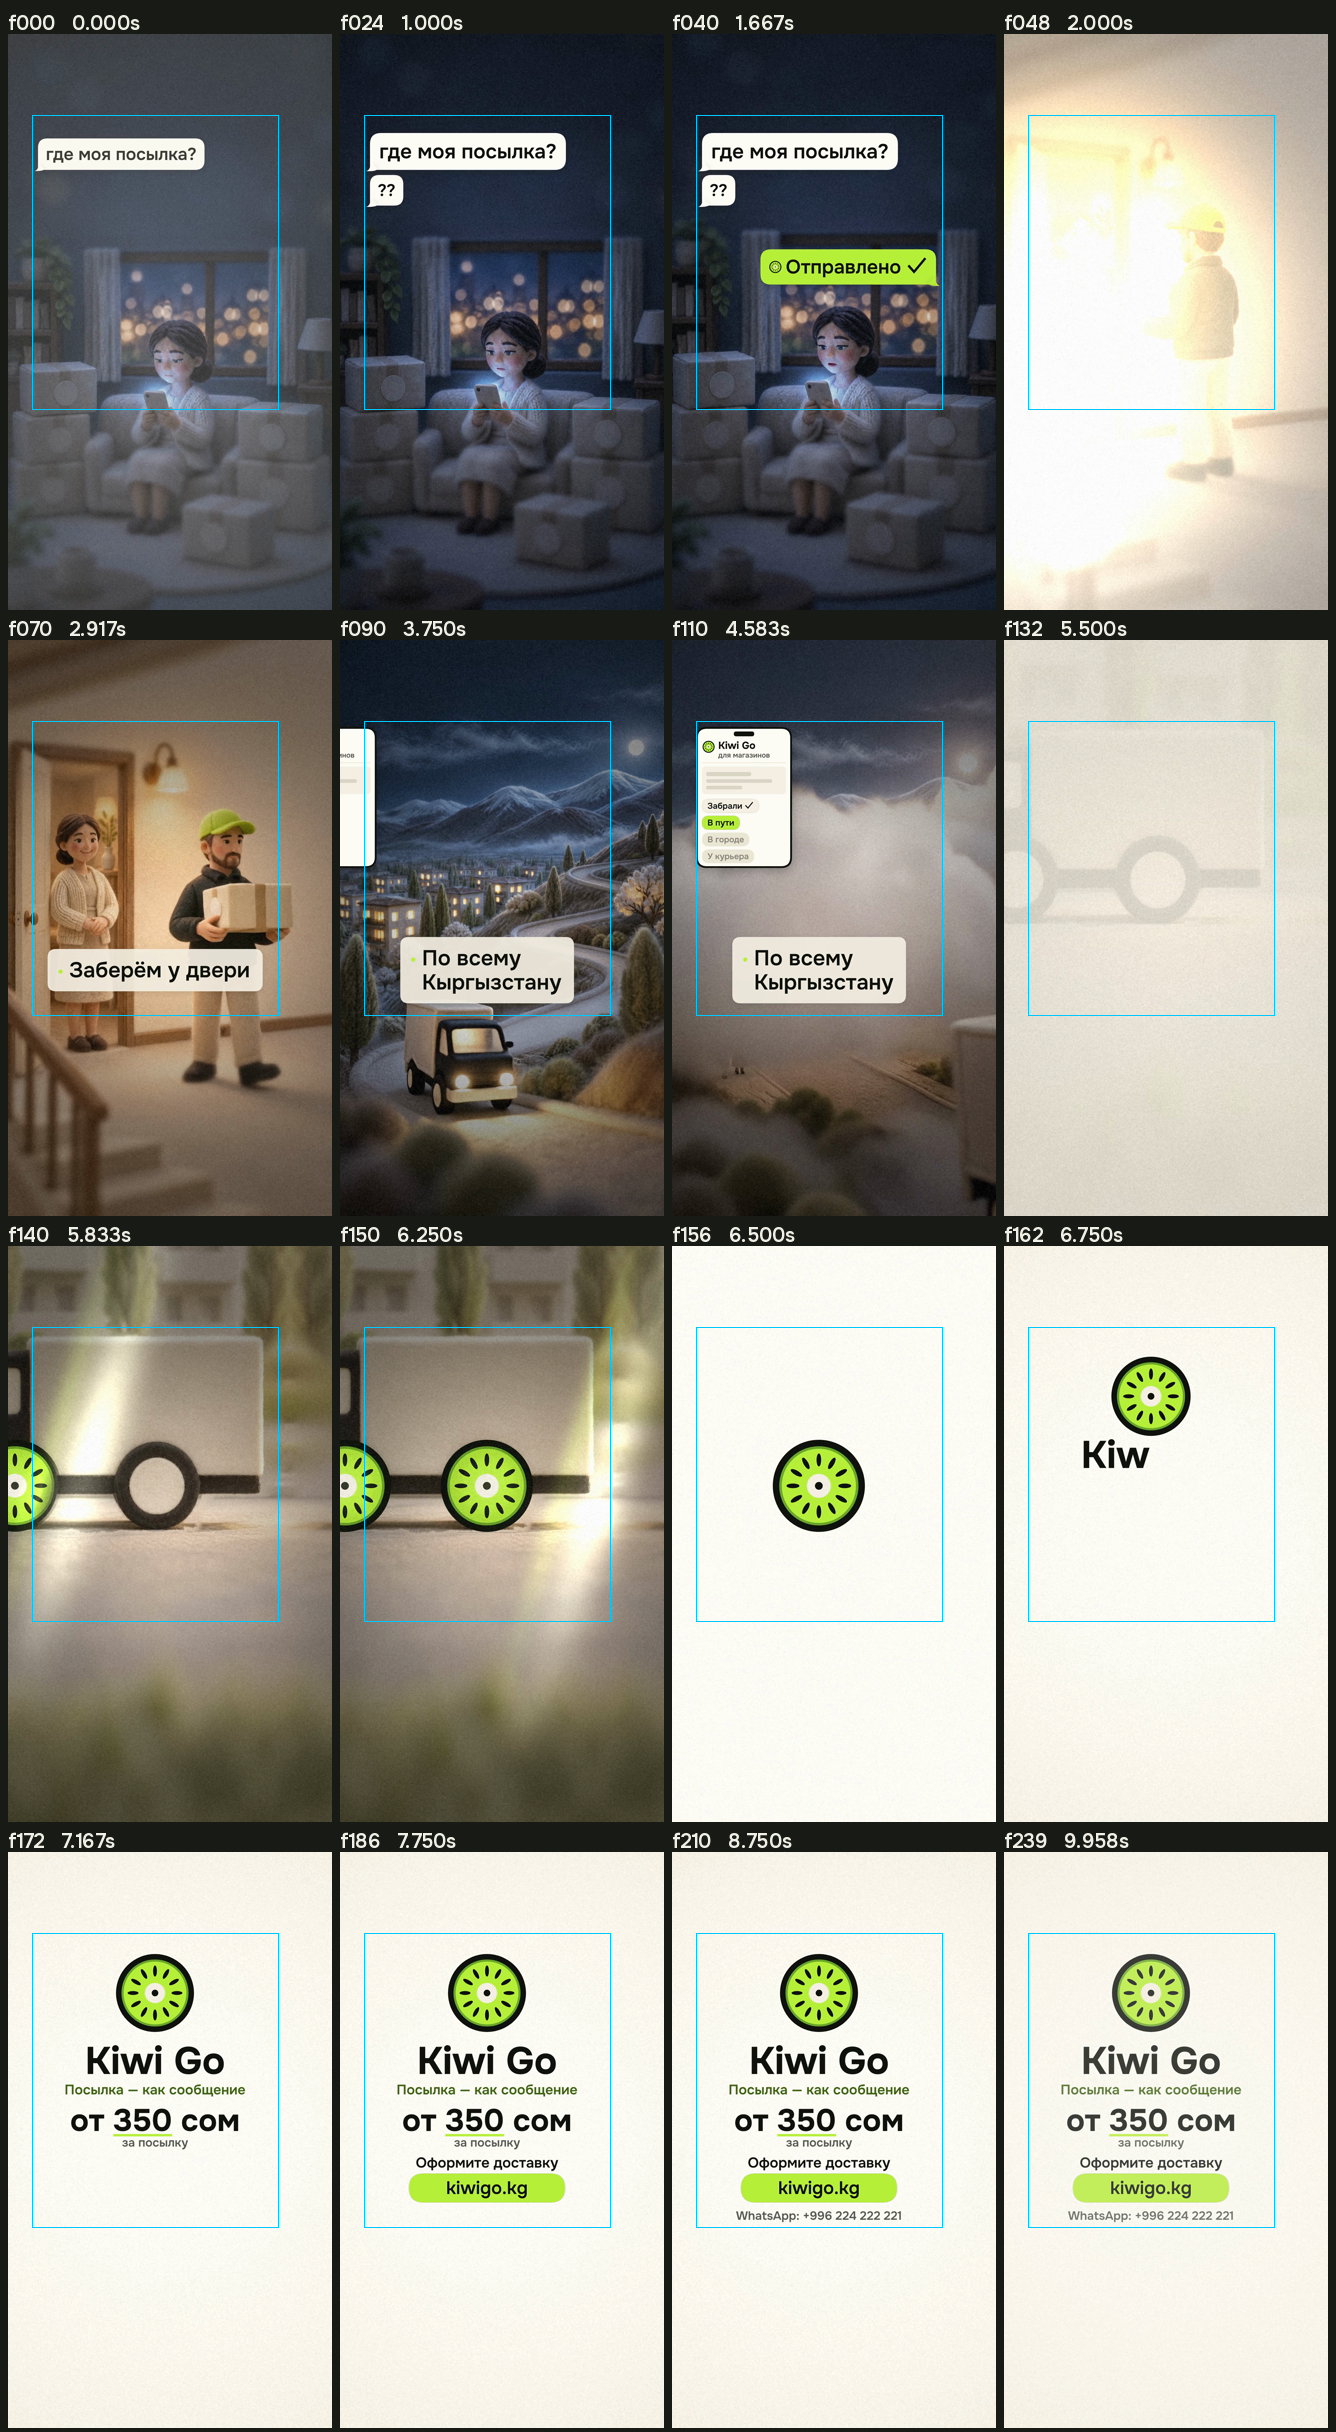 f000 0.000s
где моя посылка?
f024 1.000s
где моя посылка?
??
f040 1.667s
где моя посылка?
??
Отправлено ✓
f048 2.000s
f070 2.917s
Заберём у двери
f090 3.750s
инов
• По всему
Кыргызстану
f110 4.583s
Kiwi Go
для магазинов
Забрали ✓
В пути
В городе
У курьера
• По всему
Кыргызстану
f132 5.500s
f140 5.833s
f150 6.250s
f156 6.500s
f162 6.750s
Kiw
f172 7.167s
Kiwi Go
Посылка — как сообщение
от 350 сом
за посылку
f186 7.750s
Kiwi Go
Посылка — как сообщение
от 350 сом
за посылку
Оформите доставку
kiwigo.kg
f210 8.750s
Kiwi Go
Посылка — как сообщение
от 350 сом
за посылку
Оформите доставку
kiwigo.kg
WhatsApp: +996 224 222 221
f239 9.958s
Kiwi Go
Посылка — как сообщение
от 350 сом
за посылку
Оформите доставку
kiwigo.kg
WhatsApp: +996 224 222 221